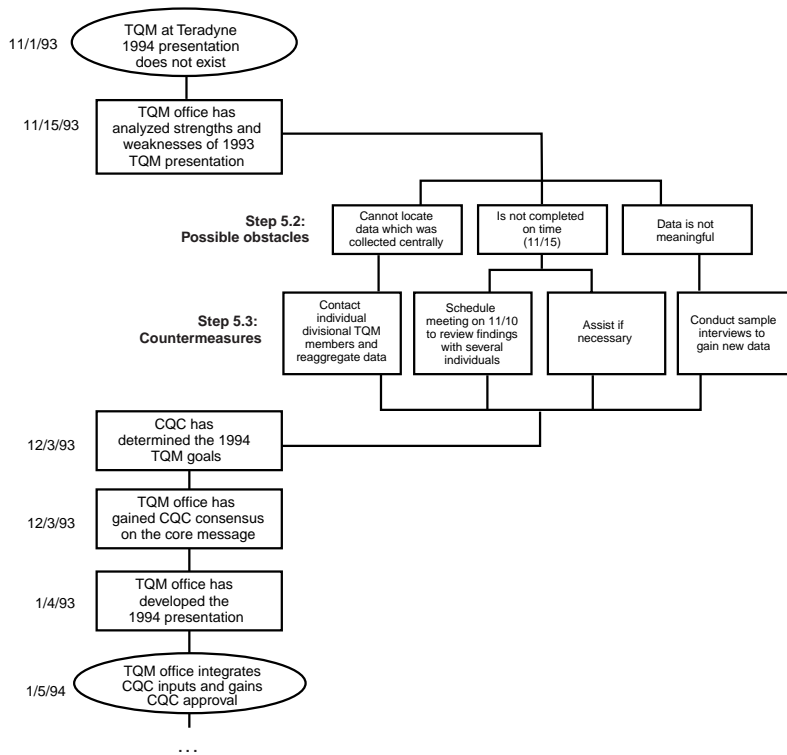 11/1/93
TQM at Teradyne
1994 presentation
does not exist
11/15/93
TQM office has
analyzed strengths and
weaknesses of 1993
TQM presentation
Step 5.2:
Possible obstacles
Cannot locate
data which was
collected centrally
Is not completed
on time
(11/15)
Data is not
meaningful
Step 5.3:
Countermeasures
Contact
individual
divisional TQM
members and
reaggregate data
Schedule
meeting on 11/10
to review findings
with several
individuals
Assist if
necessary
Conduct sample
interviews to
gain new data
12/3/93
CQC has
determined the 1994
TQM goals
12/3/93
TQM office has
gained CQC consensus
on the core message
1/4/93
TQM office has
developed the
1994 presentation
1/5/94
TQM office integrates
CQC inputs and gains
CQC approval
...